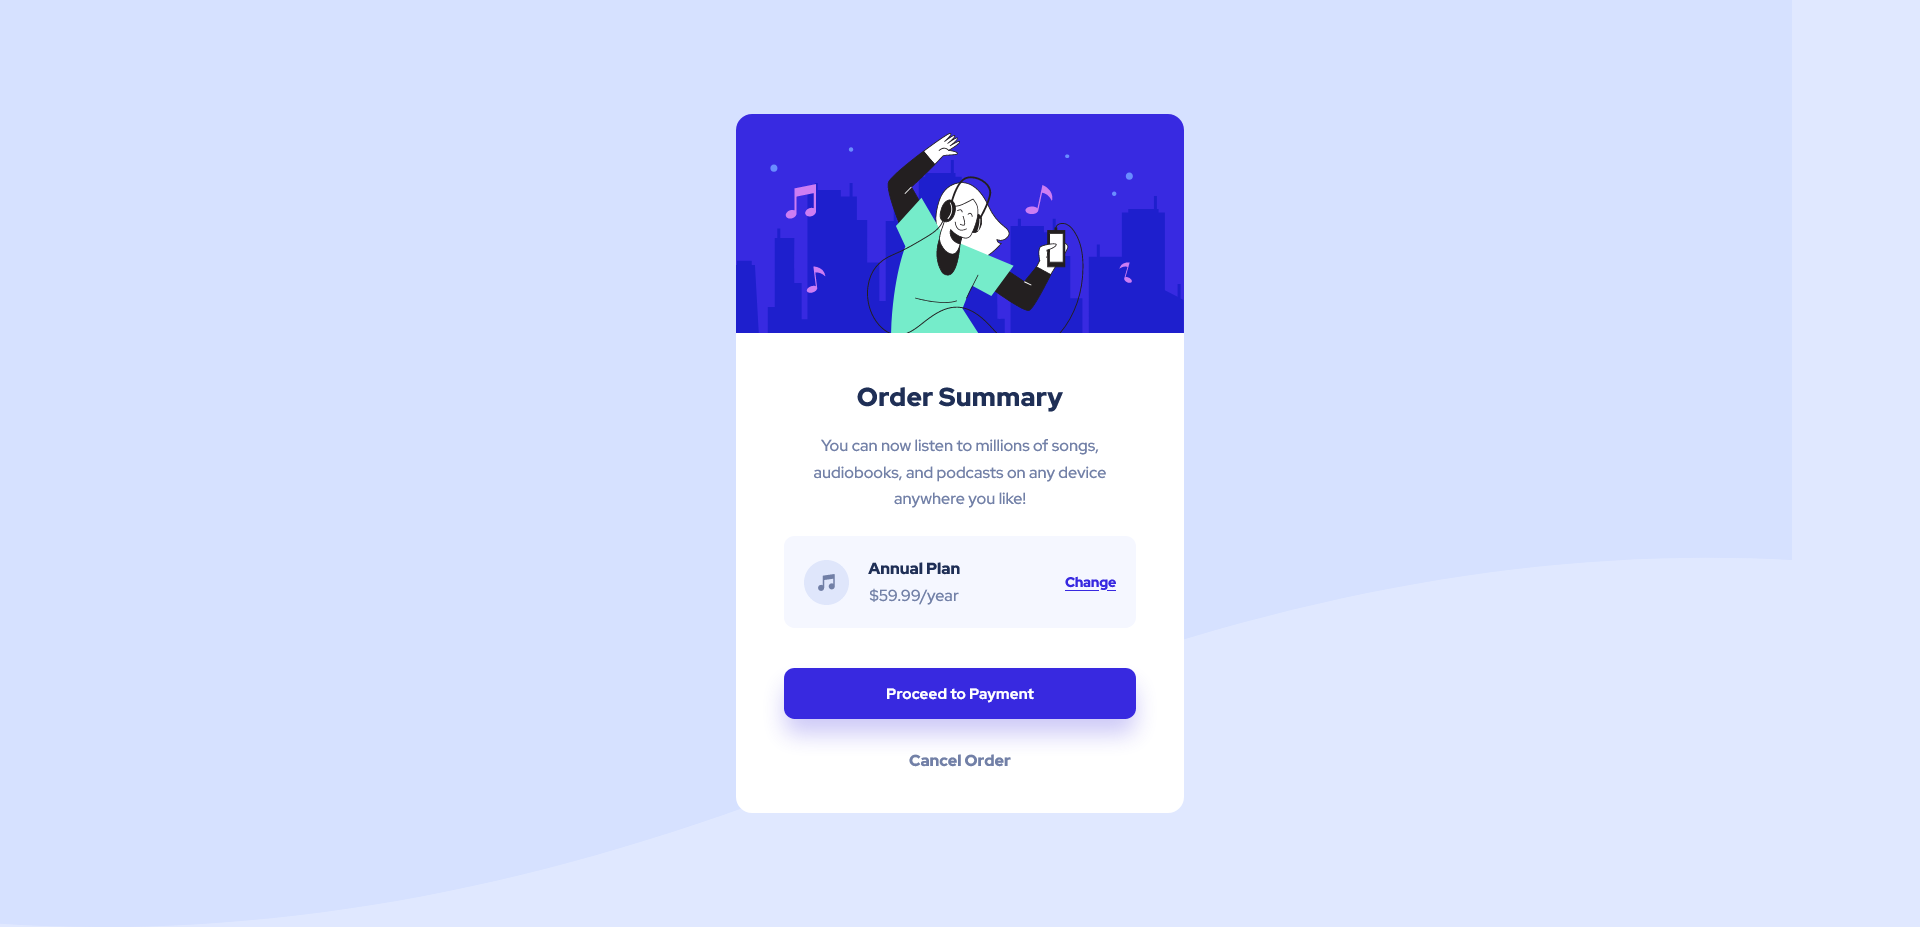 Order Summary
You can now listen to millions of songs,
audiobooks, and podcasts on any device
anywhere you like!
Annual Plan
$59.99/year
Change
Proceed to Payment
Cancel Order